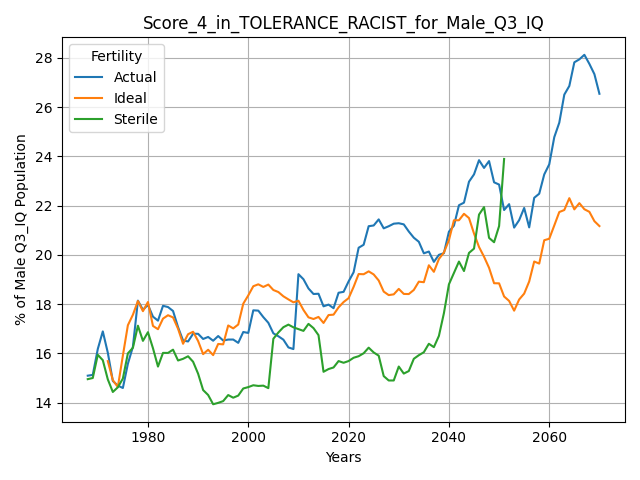 Score_4_in_TOLERANCE_RACIST_for_Male_Q3_IQ
Fertility
Actual
Ideal
Sterile
% of Male Q3_IQ Population
28
26
24
22
20
18
16
14
1980
2000
2020
2040
2060
Years